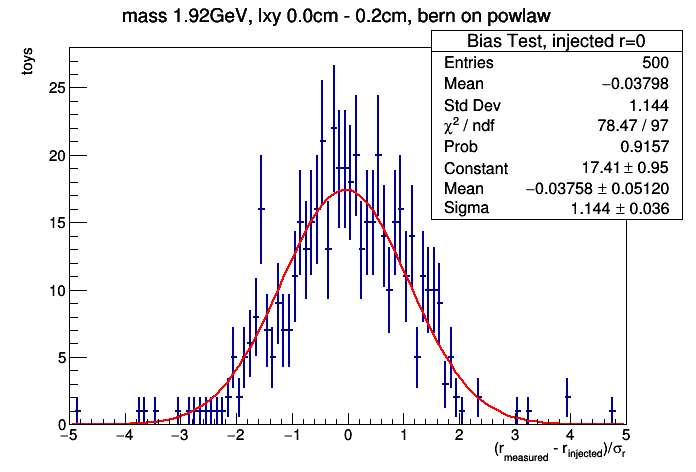 mass 1.92GeV, lxy 0.0cm - 0.2cm, bern on powlaw
Bias Test, injected r=0
Entries 500
Mean −0.03798
Std Dev 1.144
χ² / ndf 78.47 / 97
Prob 0.9157
Constant 17.41 ± 0.95
Mean −0.03758 ± 0.05120
Sigma 1.144 ± 0.036
toys
25
20
15
10
5
0
−5 −4 −3 −2 −1 0 1 2 3 4 5
(r_measured - r_injected)/σ_r